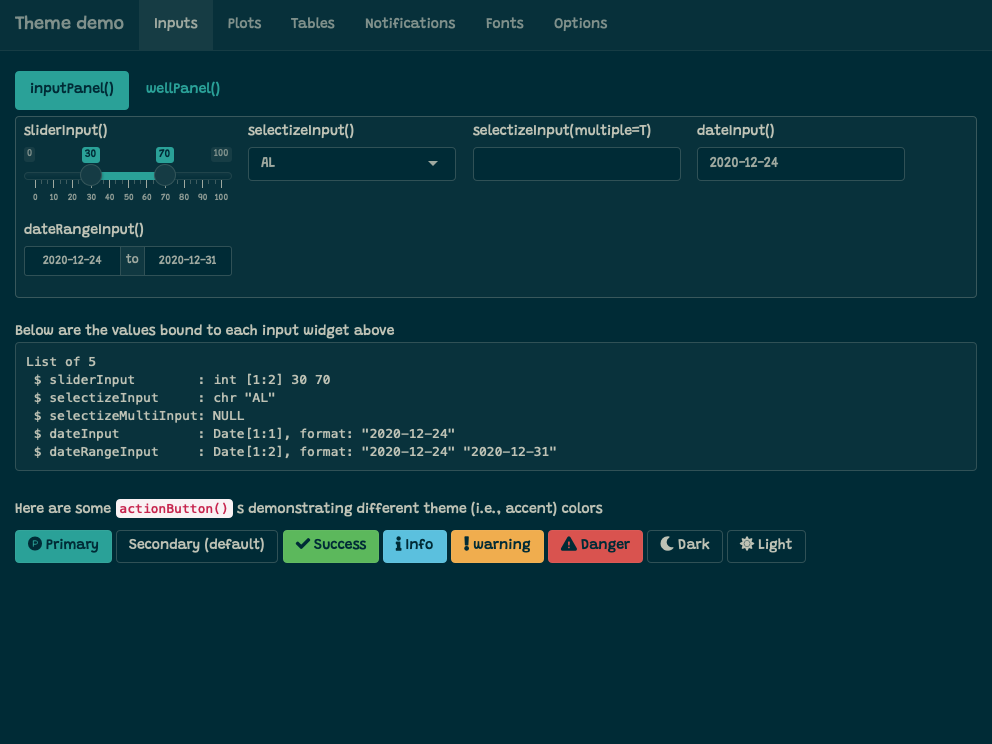 Theme demo Inputs Plots Tables Notifications Fonts Options
inputPanel() wellPanel()
sliderInput() selectizeInput() selectizeInput(multiple=T) dateInput()
0 30 70 100
AL 2020-12-24
0 10 20 30 40 50 60 70 80 90 100
dateRangeInput()
2020-12-24 to 2020-12-31
Below are the values bound to each input widget above
List of 5
 $ sliderInput        : int [1:2] 30 70
 $ selectizeInput     : chr "AL"
 $ selectizeMultiInput: NULL
 $ dateInput          : Date[1:1], format: "2020-12-24"
 $ dateRangeInput     : Date[1:2], format: "2020-12-24" "2020-12-31"
Here are some actionButton() s demonstrating different theme (i.e., accent) colors
P Primary Secondary (default) Success Info warning Danger Dark Light